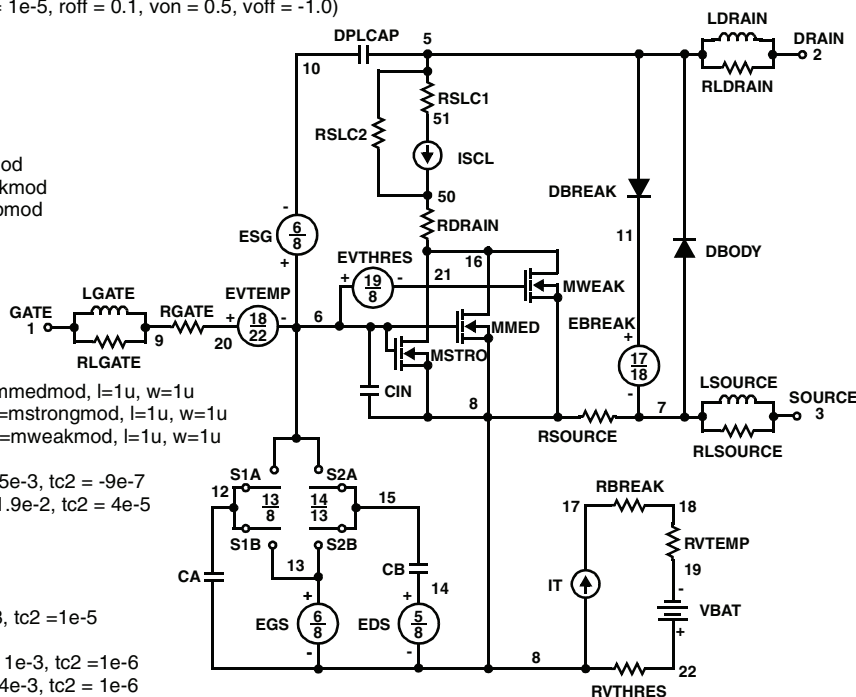 = 1e-5, roff = 0.1, von = 0.5, voff = -1.0)
LDRAIN
DPLCAP
5
DRAIN
2
10
RLDRAIN
RSLC1
51
RSLC2
ISCL
DBREAK
50
RDRAIN
ESG
6
8
-
+
11
DBODY
EVTHRES
16
21
+
19
8
-
MWEAK
LGATE
EVTEMP
RGATE
GATE
1
+
18
22
-
6
EBREAK
MMED
+
9
20
MSTRO
17
18
-
RLGATE
LSOURCE
CIN
SOURCE
3
8
7
RSOURCE
RLSOURCE
od
kmod
omod
mmedmod, l=1u, w=1u
=mstrongmod, l=1u, w=1u
=mweakmod, l=1u, w=1u
5e-3, tc2 = -9e-7
1.9e-2, tc2 = 4e-5
S1A
S2A
RBREAK
12
13
8
14
13
15
17
18
S1B
S2B
RVTEMP
13
CB
19
CA
14
IT
-
VBAT
+
+
+
EGS
6
8
EDS
5
8
-
-
8
22
RVTHRES
3, tc2 =1e-5
1e-3, tc2 =1e-6
4e-3, tc2 = 1e-6